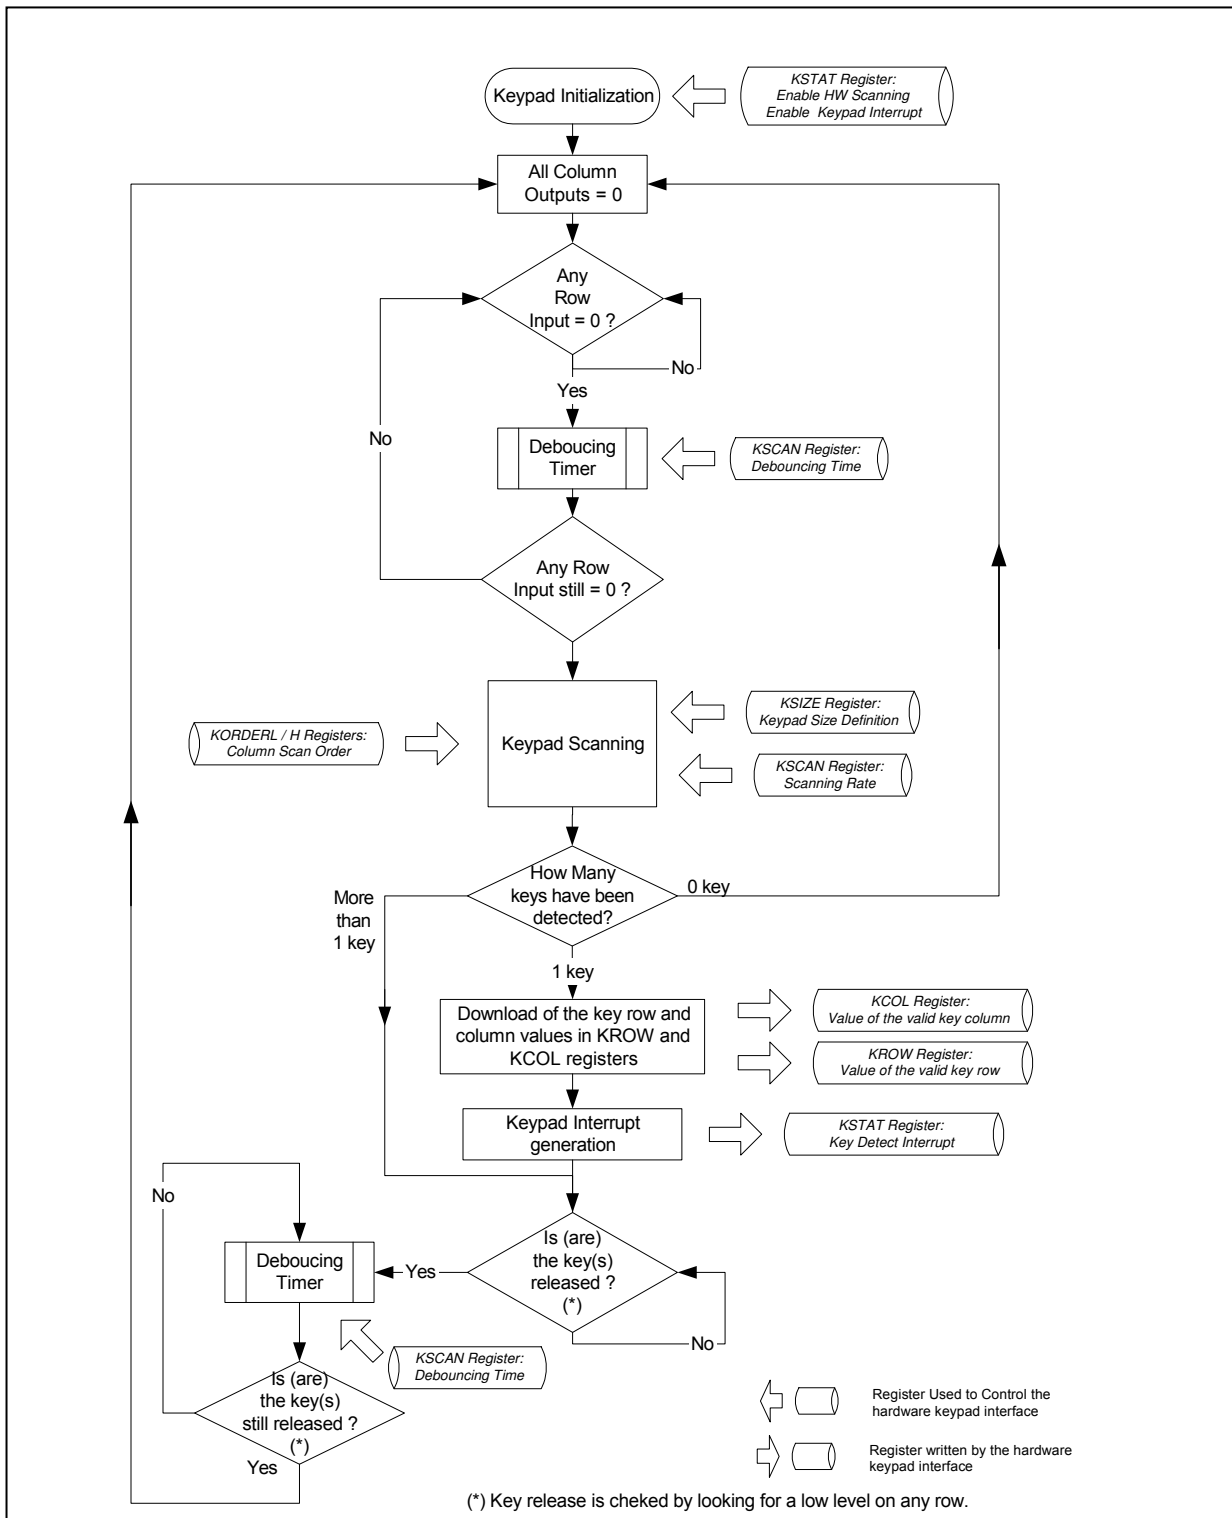 Keypad Initialization
KSTAT Register:
Enable HW Scanning
Enable Keypad Interrupt
All Column
Outputs = 0
Any
Row
Input = 0 ?
No
Yes
No
Deboucing
Timer
KSCAN Register:
Debouncing Time
Any Row
Input still = 0 ?
KORDERL / H Registers:
Column Scan Order
Keypad Scanning
KSIZE Register:
Keypad Size Definition
KSCAN Register:
Scanning Rate
How Many
keys have been
detected?
0 key
More
than
1 key
1 key
Download of the key row and
column values in KROW and
KCOL registers
KCOL Register:
Value of the valid key column
KROW Register:
Value of the valid key row
Keypad Interrupt
generation
KSTAT Register:
Key Detect Interrupt
No
Is (are)
the key(s)
released ?
(*)
Yes
No
Deboucing
Timer
KSCAN Register:
Debouncing Time
Is (are)
the key(s)
still released ?
(*)
Yes
Register Used to Control the
hardware keypad interface
Register written by the hardware
keypad interface
(*) Key release is cheked by looking for a low level on any row.